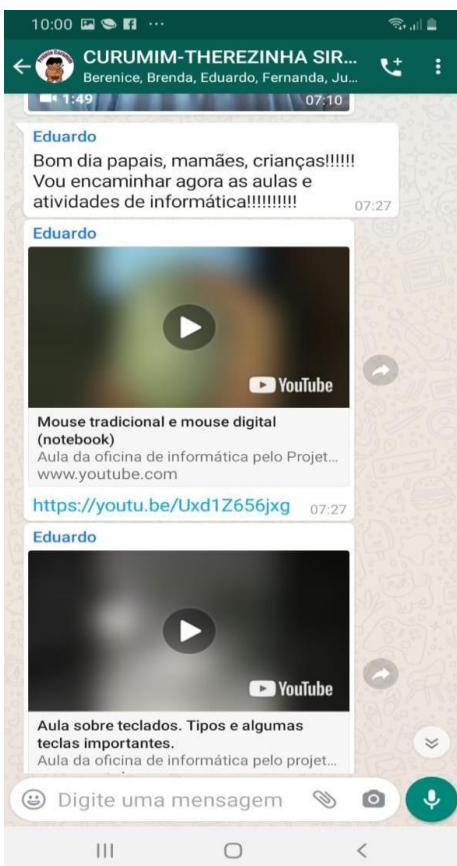 10:00
CURUMIM-THEREZINHA SIR...
Berenice, Brenda, Eduardo, Fernanda, Ju...
1:49 07:10
Eduardo
Bom dia papais, mamães, crianças!!!!!!
Vou encaminhar agora as aulas e
atividades de informática!!!!!!!!!!
07:27
Eduardo
YouTube
Mouse tradicional e mouse digital
(notebook)
Aula da oficina de informática pelo Projet...
www.youtube.com
https://youtu.be/Uxd1Z656jxg 07:27
Eduardo
YouTube
Aula sobre teclados. Tipos e algumas
teclas importantes.
Aula da oficina de informática pelo projet...
Digite uma mensagem